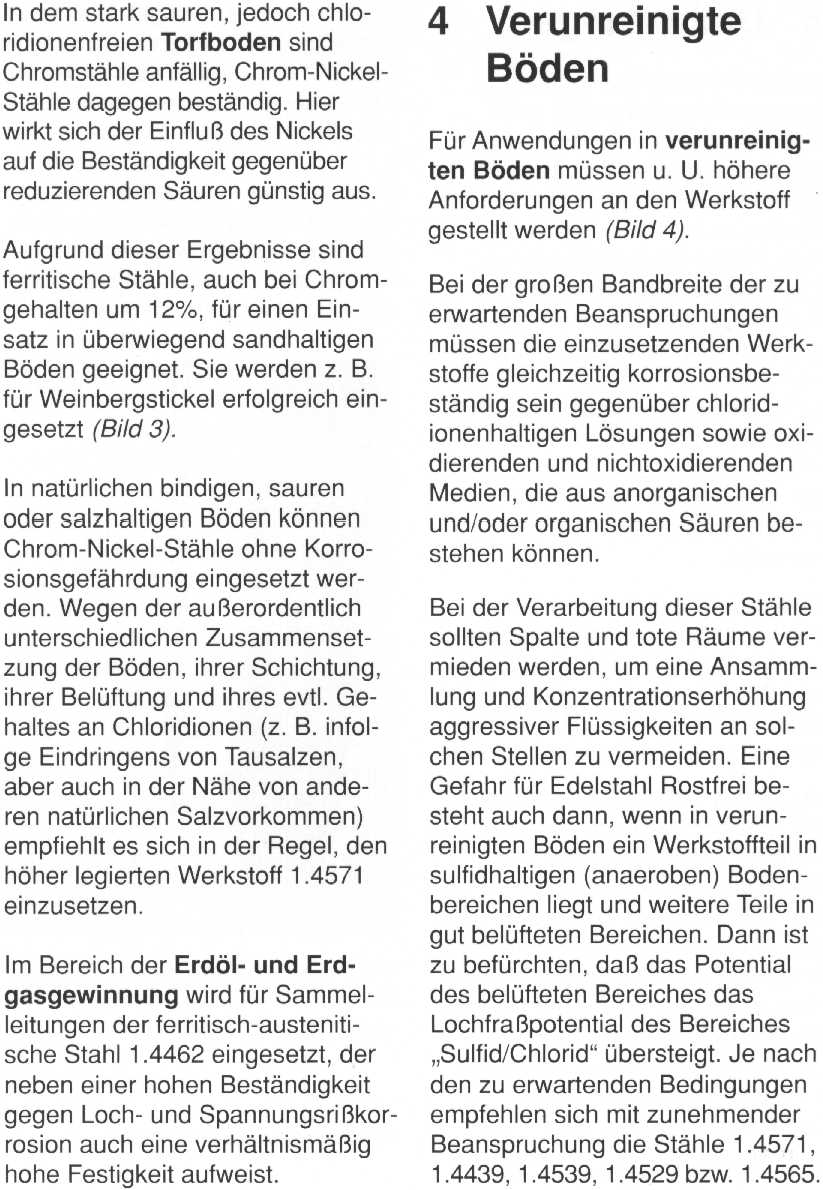 In dem stark sauren, jedoch chlo-
ridionenfreien Torfboden sind
Chromstähle anfällig, Chrom-Nickel-
Stähle dagegen beständig. Hier
wirkt sich der Einfluß des Nickels
auf die Beständigkeit gegenüber
reduzierenden Säuren günstig aus.

Aufgrund dieser Ergebnisse sind
ferritische Stähle, auch bei Chrom-
gehalten um 12%, für einen Ein-
satz in überwiegend sandhaltigen
Böden geeignet. Sie werden z. B.
für Weinbergstickel erfolgreich ein-
gesetzt (Bild 3).

In natürlichen bindigen, sauren
oder salzhaltigen Böden können
Chrom-Nickel-Stähle ohne Korro-
sionsgefährdung eingesetzt wer-
den. Wegen der außerordentlich
unterschiedlichen Zusammenset-
zung der Böden, ihrer Schichtung,
ihrer Belüftung und ihres evtl. Ge-
haltes an Chloridionen (z. B. infol-
ge Eindringens von Tausalzen,
aber auch in der Nähe von ande-
ren natürlichen Salzvorkommen)
empfiehlt es sich in der Regel, den
höher legierten Werkstoff 1.4571
einzusetzen.

Im Bereich der Erdöl- und Erd-
gasgewinnung wird für Sammel-
leitungen der ferritisch-austeniti-
sche Stahl 1.4462 eingesetzt, der
neben einer hohen Beständigkeit
gegen Loch- und Spannungsrißkor-
rosion auch eine verhältnismäßig
hohe Festigkeit aufweist.

4 Verunreinigte
Böden

Für Anwendungen in verunreinig-
ten Böden müssen u. U. höhere
Anforderungen an den Werkstoff
gestellt werden (Bild 4).

Bei der großen Bandbreite der zu
erwartenden Beanspruchungen
müssen die einzusetzenden Werk-
stoffe gleichzeitig korrosionsbe-
ständig sein gegenüber chlorid-
ionenhaltigen Lösungen sowie oxi-
dierenden und nichtoxidierenden
Medien, die aus anorganischen
und/oder organischen Säuren be-
stehen können.

Bei der Verarbeitung dieser Stähle
sollten Spalte und tote Räume ver-
mieden werden, um eine Ansamm-
lung und Konzentrationserhöhung
aggressiver Flüssigkeiten an sol-
chen Stellen zu vermeiden. Eine
Gefahr für Edelstahl Rostfrei be-
steht auch dann, wenn in verun-
reinigten Böden ein Werkstoffteil in
sulfidhaltigen (anaeroben) Boden-
bereichen liegt und weitere Teile in
gut belüfteten Bereichen. Dann ist
zu befürchten, daß das Potential
des belüfteten Bereiches das
Lochfraßpotential des Bereiches
„Sulfid/Chlorid“ übersteigt. Je nach
den zu erwartenden Bedingungen
empfehlen sich mit zunehmender
Beanspruchung die Stähle 1.4571,
1.4439, 1.4539, 1.4529 bzw. 1.4565.